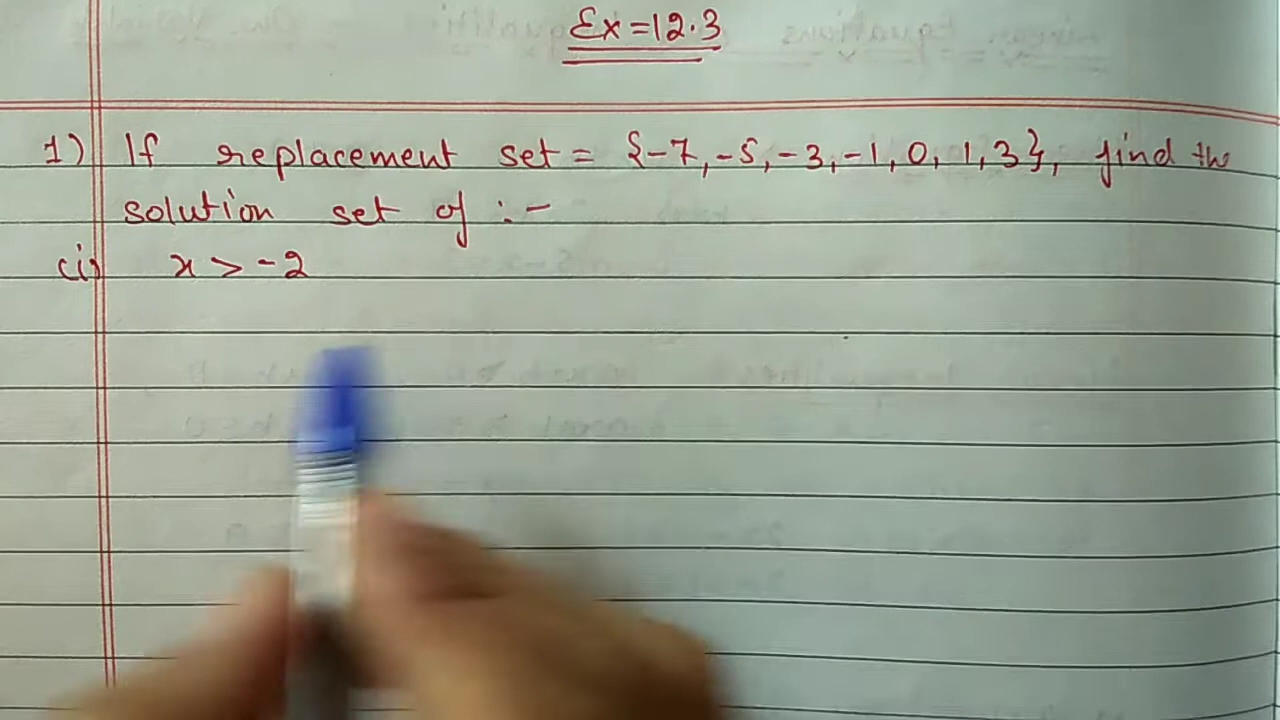 Ex = 12.3
1) If replacement set = {-7, -5, -3, -1, 0, 1, 3}, find the
solution set of :-
(i) x > -2